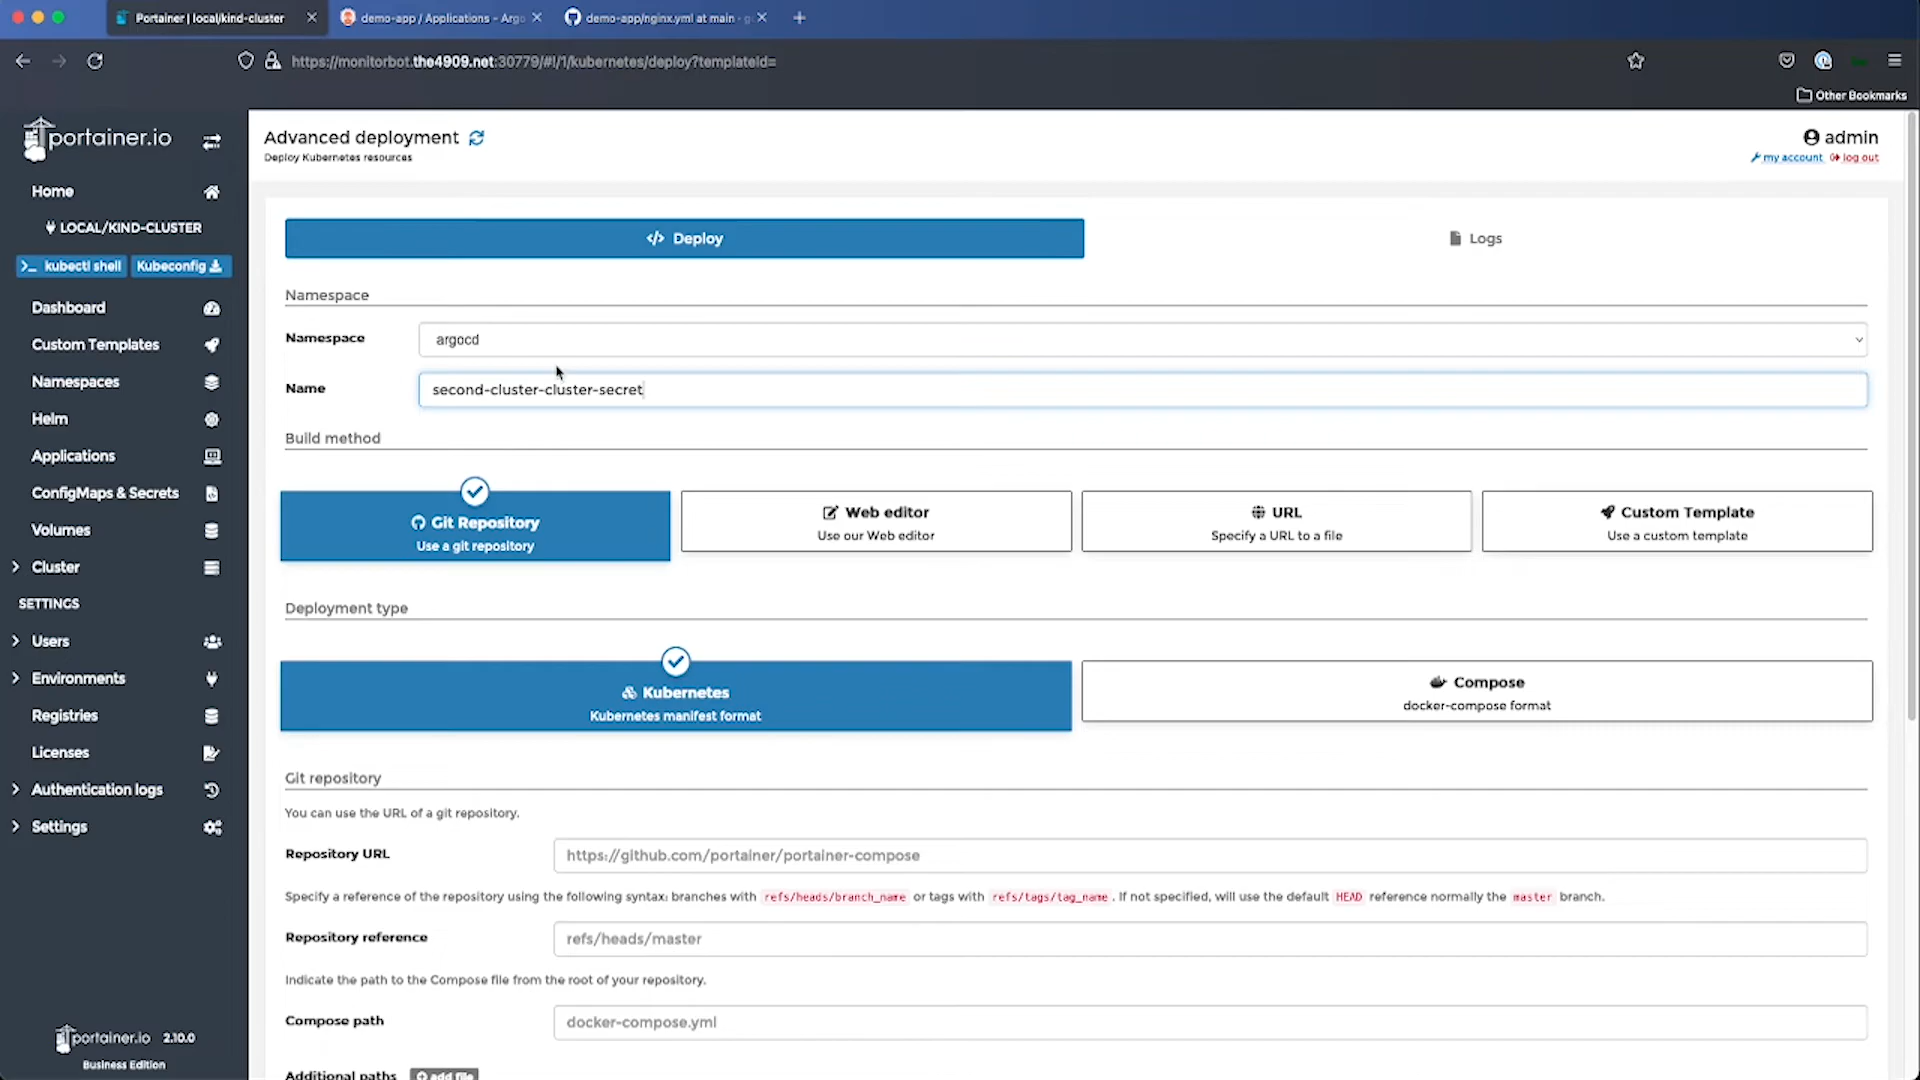 Portainer | local/kind-cluster
demo-app / Applications - Argo
demo-app/nginx.yml at main · g
https://monitorbot.the4909.net:30779/#!/1/kubernetes/deploy?templateId=
Other Bookmarks
portainer.io
Home
LOCAL/KIND-CLUSTER
kubectl shell
Kubeconfig
Dashboard
Custom Templates
Namespaces
Helm
Applications
ConfigMaps & Secrets
Volumes
Cluster
SETTINGS
Users
Environments
Registries
Licenses
Authentication logs
Settings
portainer.io 2.10.0
Business Edition
Advanced deployment
Deploy Kubernetes resources
admin
my account log out
Deploy
Logs
Namespace
Namespace argocd
Name second-cluster-cluster-secret
Build method
Git Repository
Use a git repository
Web editor
Use our Web editor
URL
Specify a URL to a file
Custom Template
Use a custom template
Deployment type
Kubernetes
Kubernetes manifest format
Compose
docker-compose format
Git repository
You can use the URL of a git repository.
Repository URL https://github.com/portainer/portainer-compose
Specify a reference of the repository using the following syntax: branches with refs/heads/branch_name or tags with refs/tags/tag_name. If not specified, will use the default HEAD reference normally the master branch.
Repository reference refs/heads/master
Indicate the path to the Compose file from the root of your repository.
Compose path docker-compose.yml
Additional paths add file